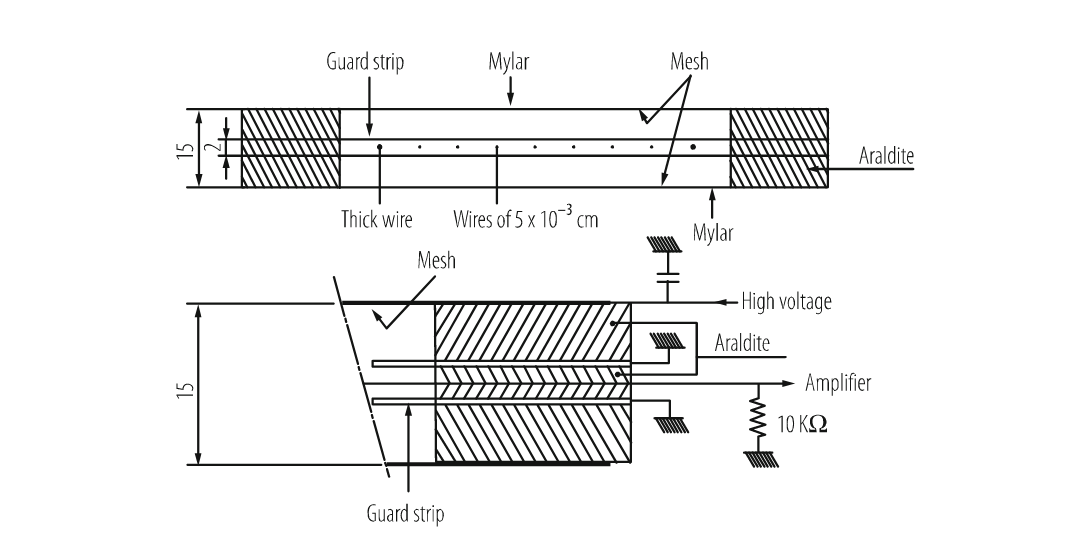 Guard strip
Mylar
Mesh
15
2
Araldite
Thick wire
Wires of 5 x 10⁻³ cm
Mylar
Mesh
High voltage
Araldite
15
Amplifier
10 KΩ
Guard strip